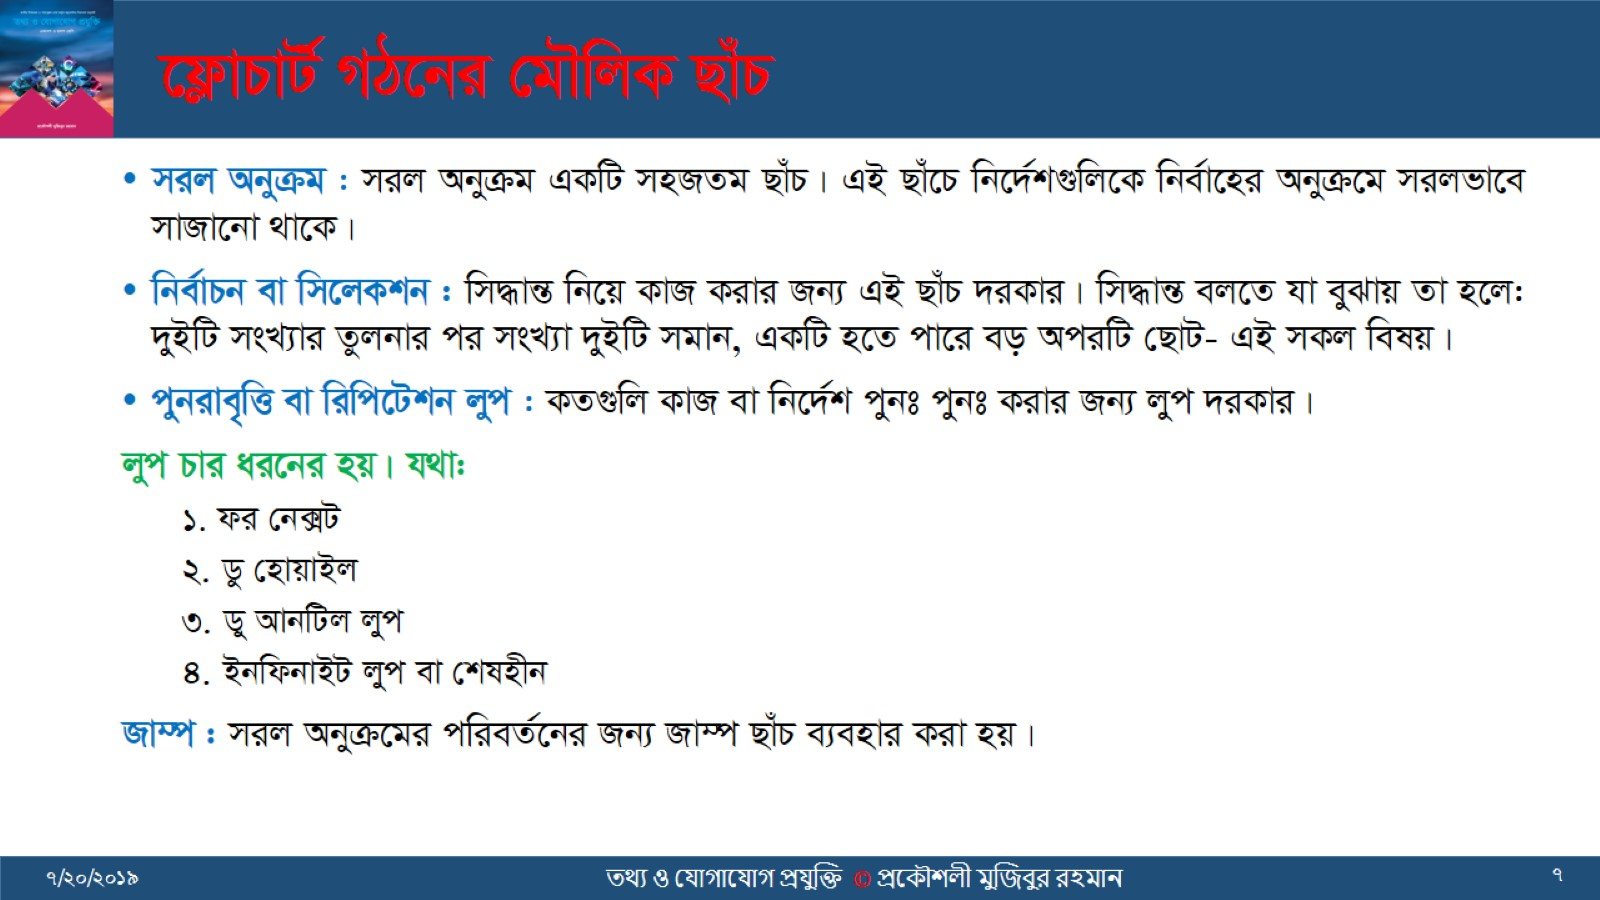 তথ্য ও যোগাযোগ প্রযুক্তি
ফ্লোচার্ট গঠনের মৌলিক ছাঁচ
• সরল অনুক্রম : সরল অনুক্রম একটি সহজতম ছাঁচ। এই ছাঁচে নির্দেশগুলিকে নির্বাহের অনুক্রমে সরলভাবে
সাজানো থাকে।
• নির্বাচন বা সিলেকশন : সিদ্ধান্ত নিয়ে কাজ করার জন্য এই ছাঁচ দরকার। সিদ্ধান্ত বলতে যা বুঝায় তা হলে:
দুইটি সংখ্যার তুলনার পর সংখ্যা দুইটি সমান, একটি হতে পারে বড় অপরটি ছোট- এই সকল বিষয়।
• পুনরাবৃত্তি বা রিপিটেশন লুপ : কতগুলি কাজ বা নির্দেশ পুনঃ পুনঃ করার জন্য লুপ দরকার।
লুপ চার ধরনের হয়। যথা:
১. ফর নেক্সট
২. ডু হোয়াইল
৩. ডু আনটিল লুপ
৪. ইনফিনাইট লুপ বা শেষহীন
জাম্প : সরল অনুক্রমের পরিবর্তনের জন্য জাম্প ছাঁচ ব্যবহার করা হয়।
৭/২০/২০১৯
তথ্য ও যোগাযোগ প্রযুক্তি © প্রকৌশলী মুজিবুর রহমান
৭